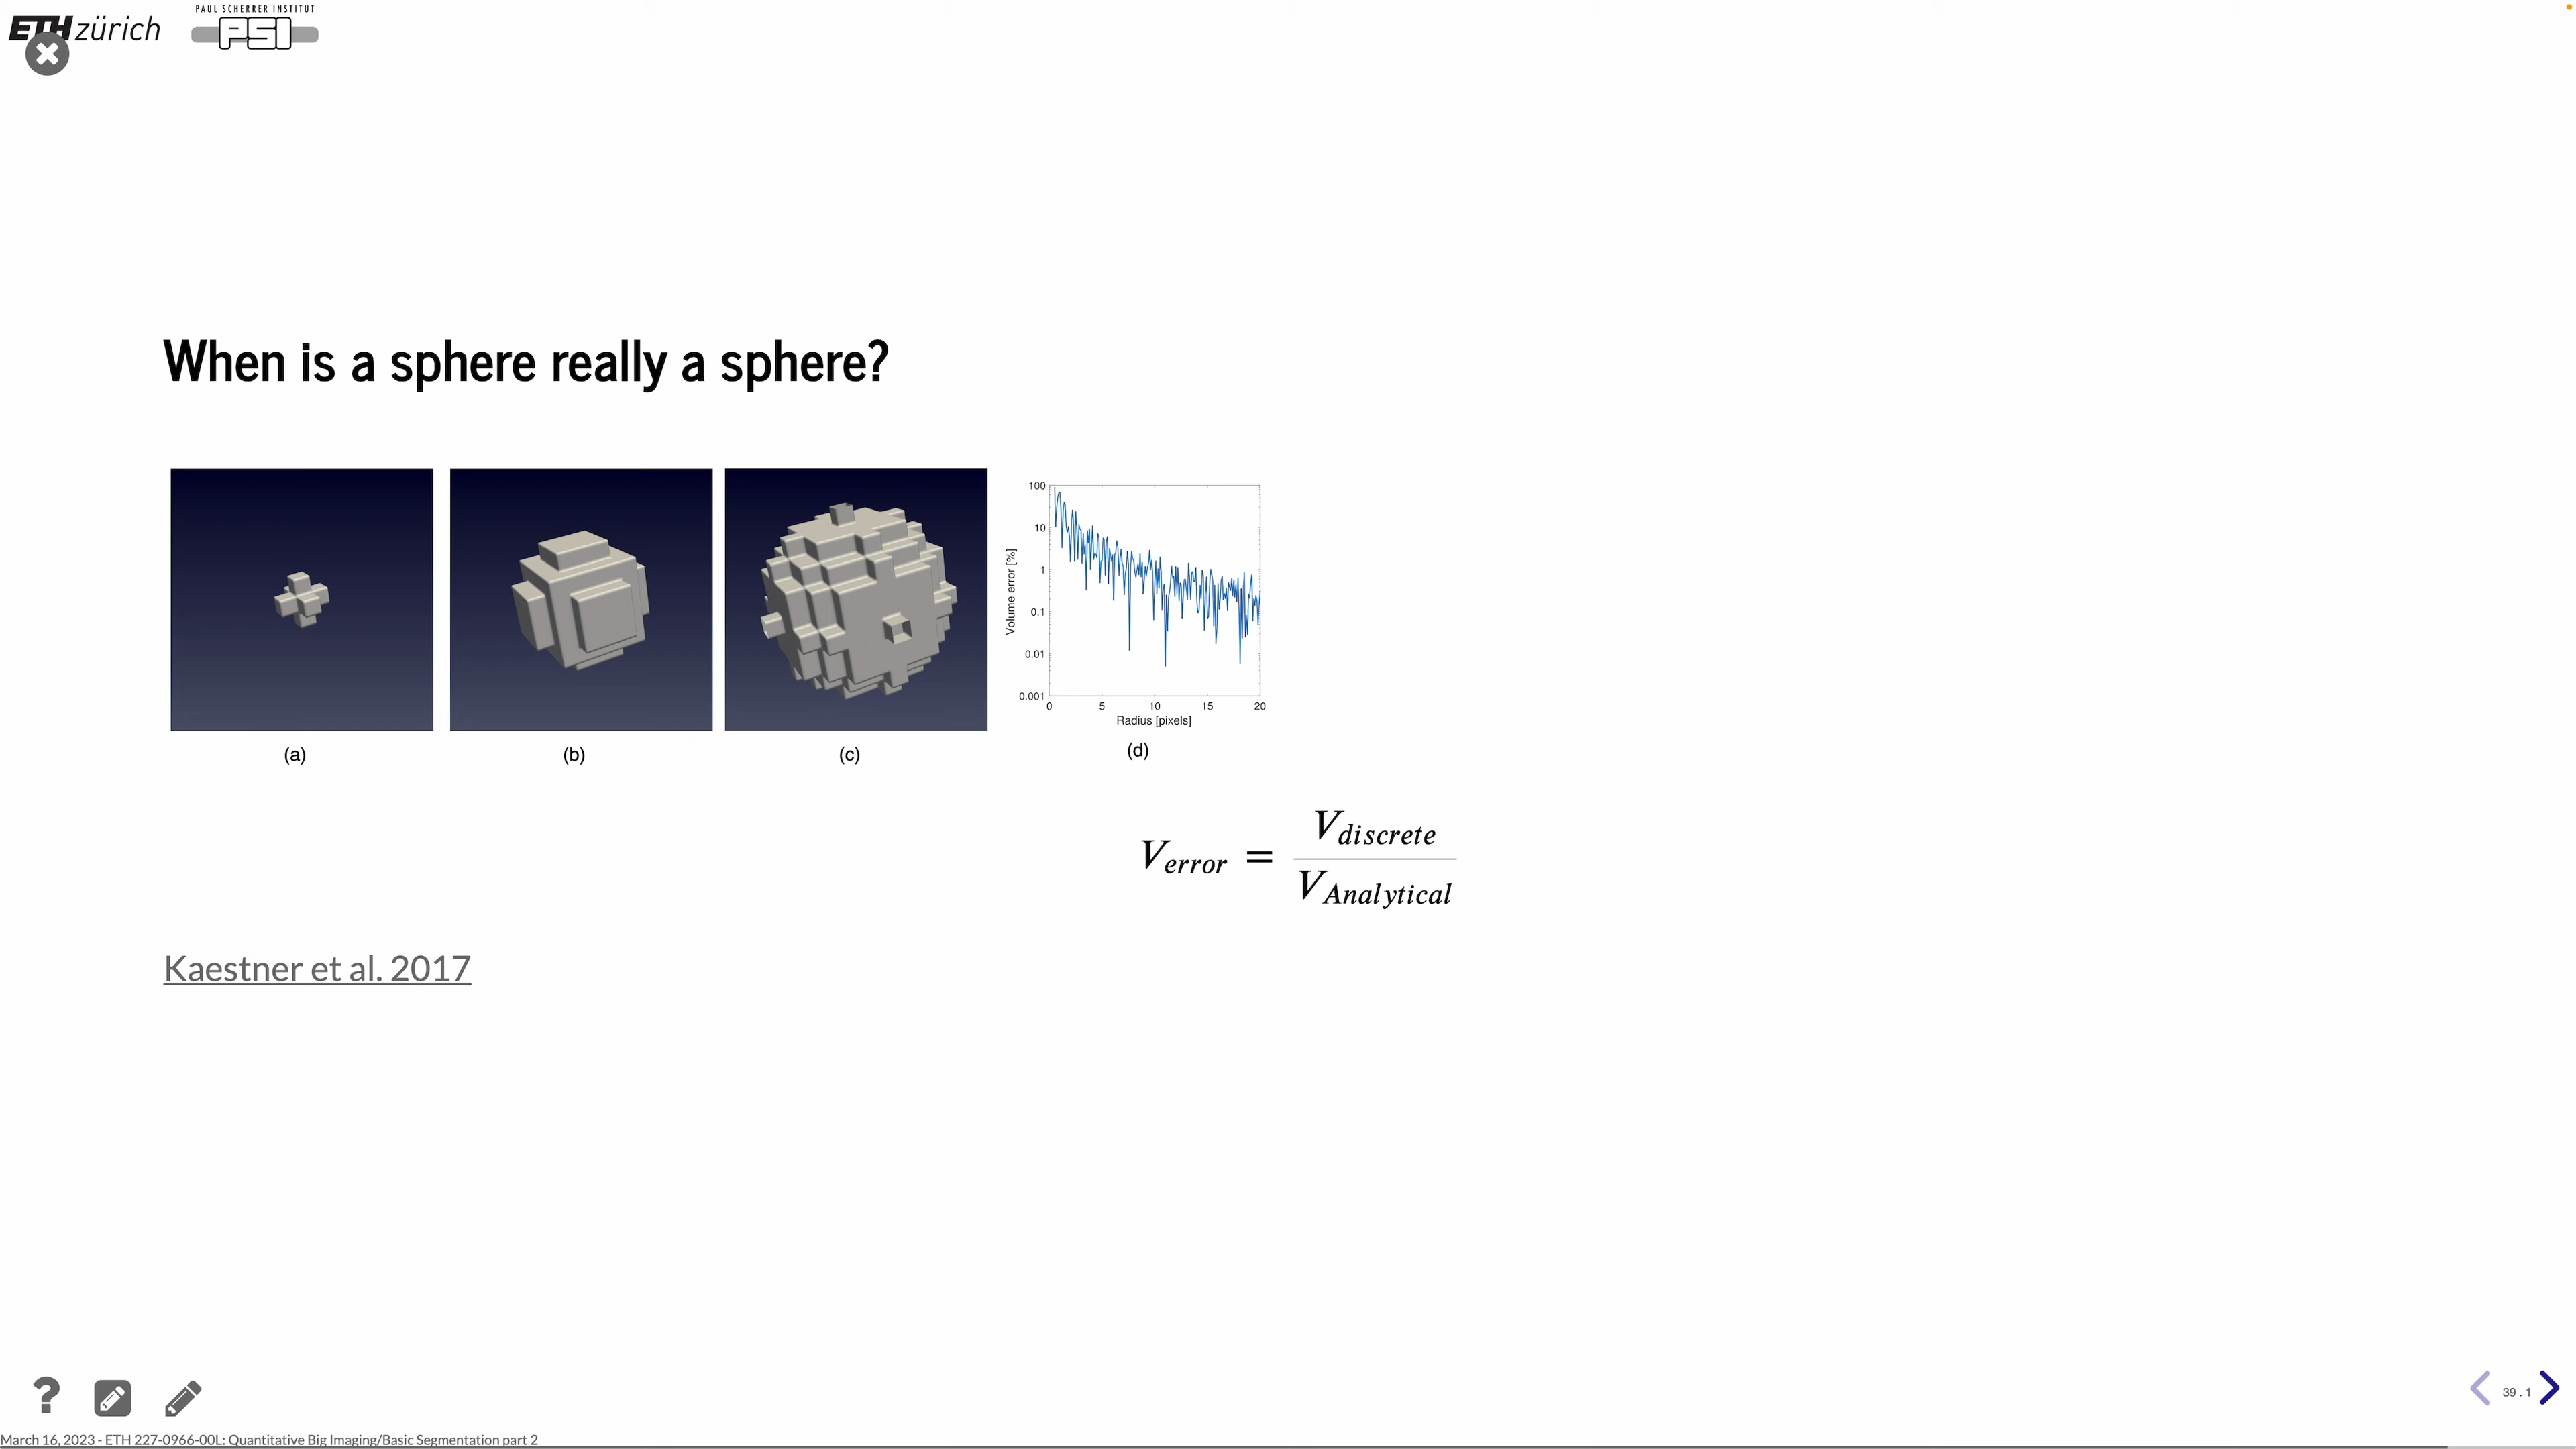 ETH zürich
PAUL SCHERRER INSTITUT
PSI
When is a sphere really a sphere?
100
10
1
0.1
0.01
0.001
Volume error [%]
0 5 10 15 20
Radius [pixels]
(a) (b) (c) (d)
V_error = V_discrete / V_Analytical
Kaestner et al. 2017
?
39 . 1
March 16, 2023 - ETH 227-0966-00L: Quantitative Big Imaging/Basic Segmentation part 2